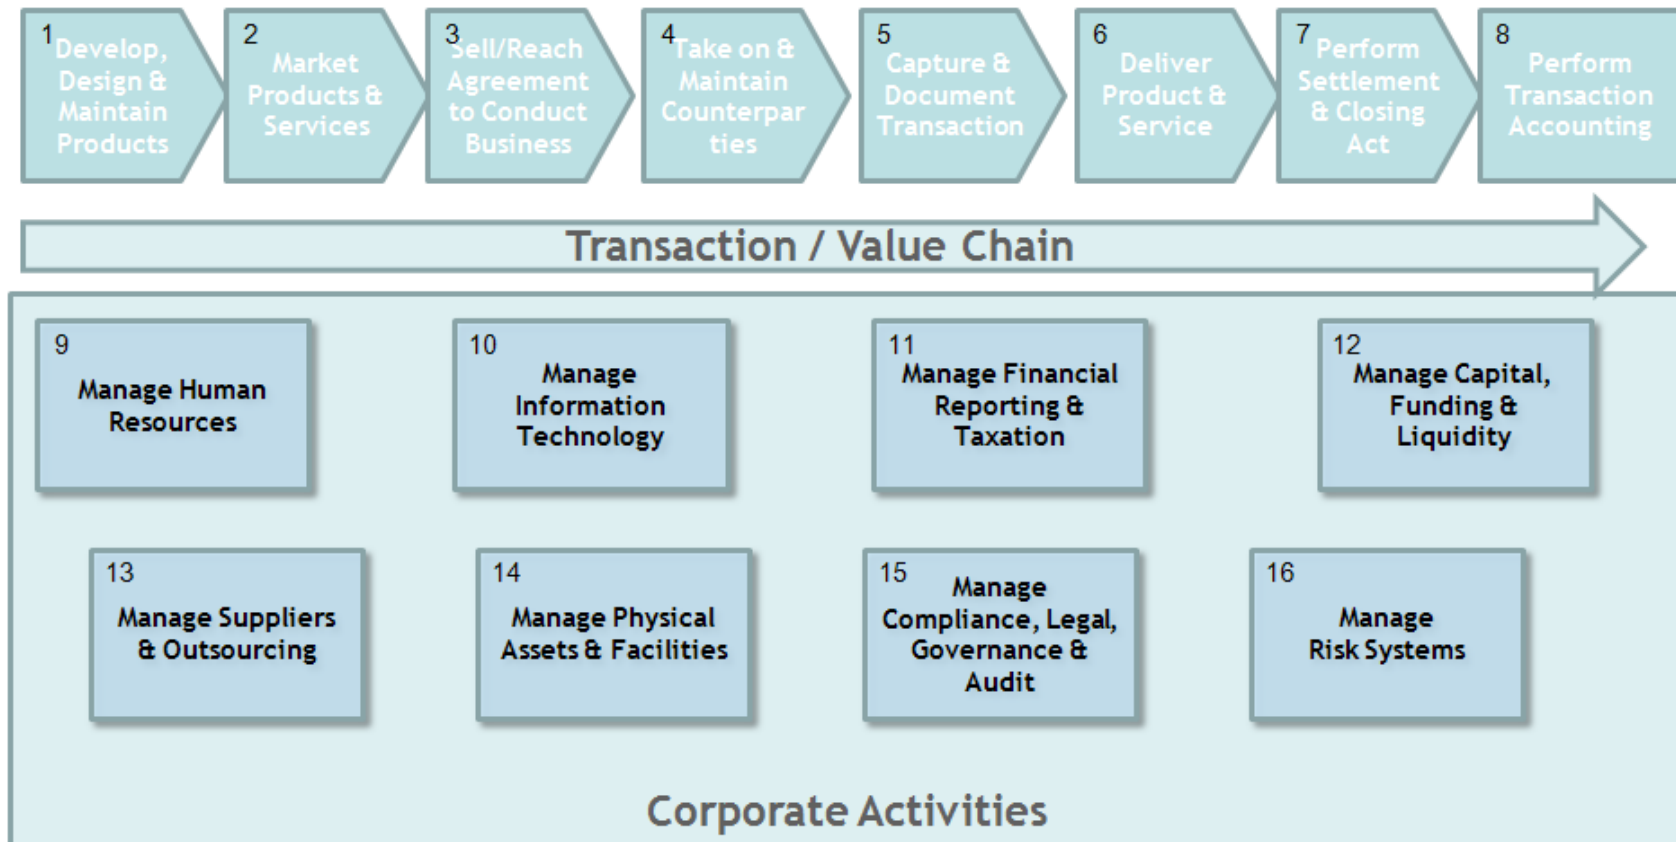 1
Develop,
Design &
Maintain
Products
2
Market
Products &
Services
3
Sell/Reach
Agreement
to Conduct
Business
4
Take on &
Maintain
Counterpar
ties
5
Capture &
Document
Transaction
6
Deliver
Product &
Service
7
Perform
Settlement
& Closing
Act
8
Perform
Transaction
Accounting
Transaction / Value Chain
9
Manage Human
Resources
10
Manage
Information
Technology
11
Manage Financial
Reporting &
Taxation
12
Manage Capital,
Funding &
Liquidity
13
Manage Suppliers
& Outsourcing
14
Manage Physical
Assets & Facilities
15
Manage
Compliance, Legal,
Governance &
Audit
16
Manage
Risk Systems
Corporate Activities